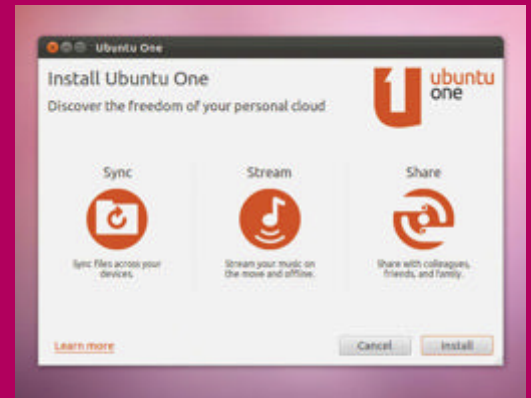 Ubuntu One
Install Ubuntu One
Discover the freedom of your personal cloud
ubuntu
one
Sync
Stream
Share
Sync files across your
devices.
Stream your music on
the move and offline.
Share with colleagues,
friends, and family.
Learn more
Cancel
Install